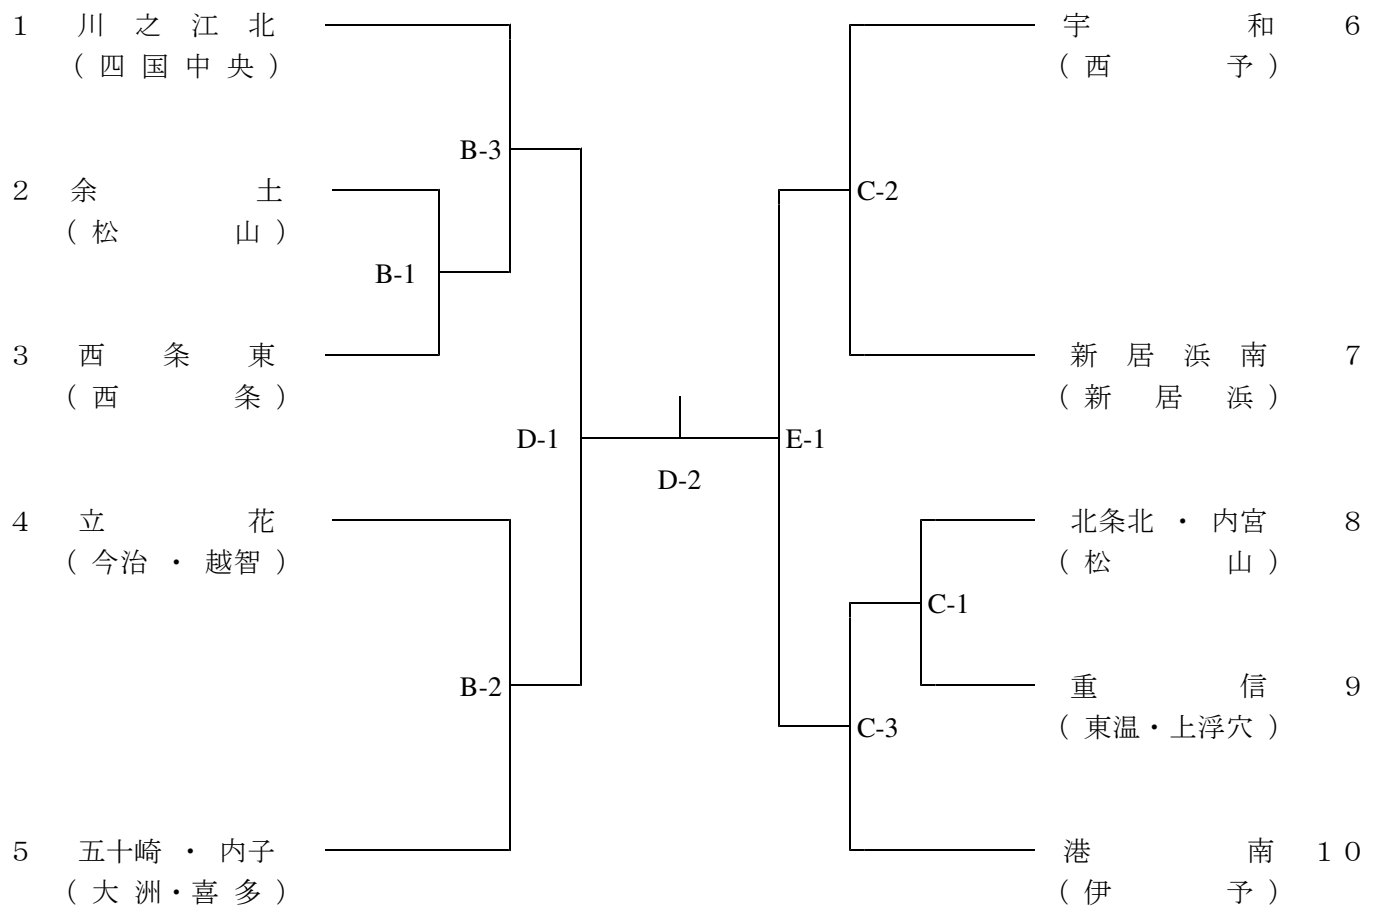 1 川之江北 宇和 6
(四国中央) (西予)
B-3
2 余土 C-2
(松山)
B-1
3 西条東 新居浜南 7
(西条) (新居浜)
D-1 E-1
D-2
4 立花 北条北・内宮 8
(今治・越智) (松山)
C-1
B-2 重信 9
C-3 (東温・上浮穴)
5 五十崎・内子 港南 10
(大洲・喜多) (伊予)